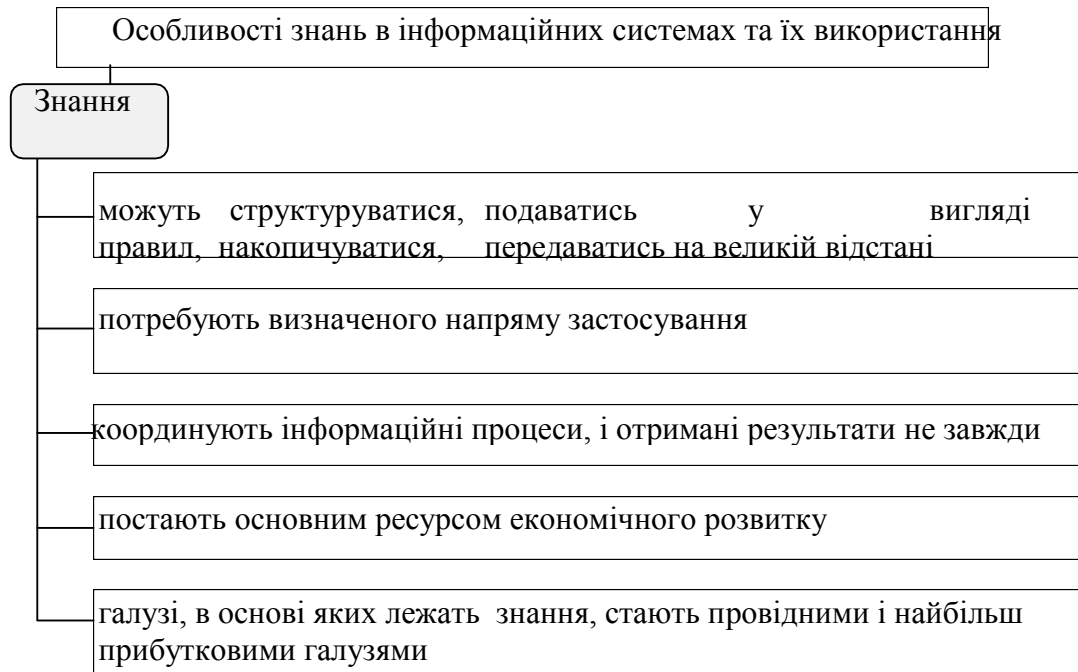 Особливості знань в інформаційних системах та їх використання
Знання
можуть структуруватися, подаватись у вигляді
правил, накопичуватися, передаватись на великій відстані
потребують визначеного напряму застосування
координують інформаційні процеси, і отримані результати не завжди
постають основним ресурсом економічного розвитку
галузі, в основі яких лежать знання, стають провідними і найбільш
прибутковими галузями